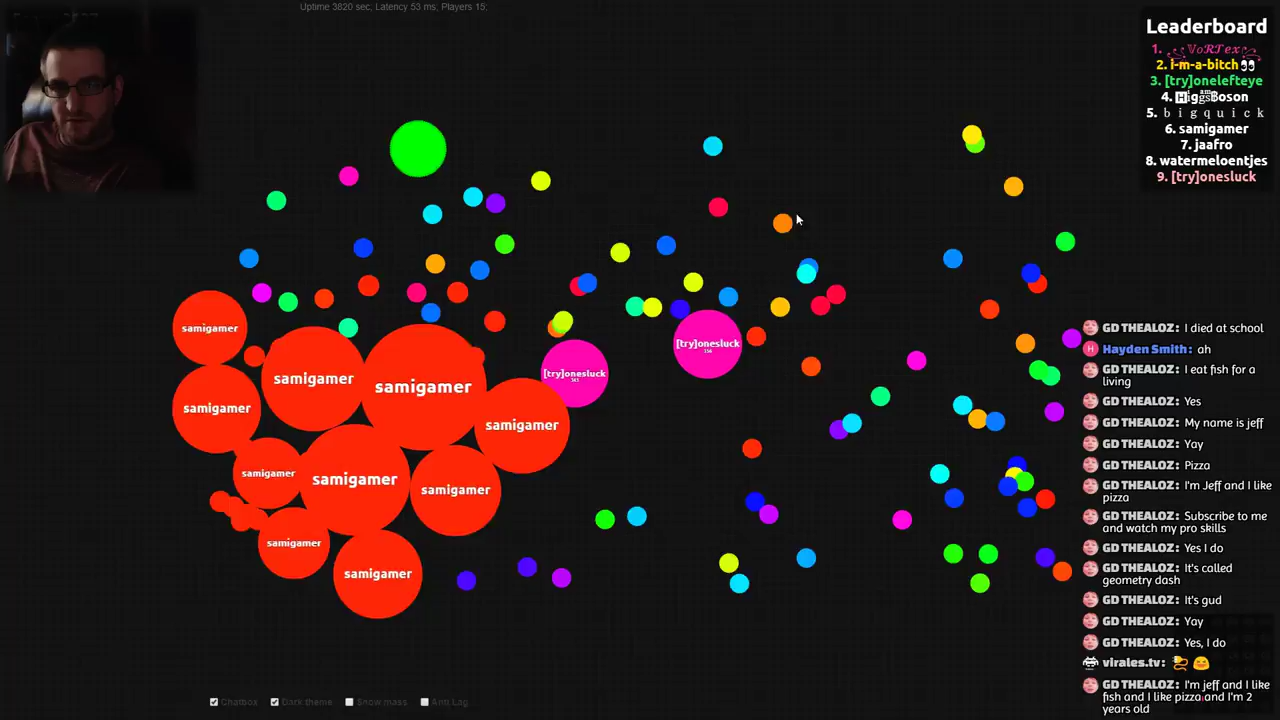 Uptime 3820 sec, Latency 53 ms, Players 15:
Leaderboard
1. VoRTex
2. i-m-a-bitch
3. [try]onelefteye
5. b i g q u i c k
6. samigamer
7. jaafro
8. watermeloentjes
9. [try]onesluck
samigamer
[try]onesluck
samigamer
[try]onesluck
samigamer
samigamer
samigamer
samigamer
samigamer
samigamer
samigamer
samigamer
samigamer
GD THEALOZ: I died at school
Hayden Smith: ah
GD THEALOZ: I eat fish for a
living
GD THEALOZ: Yes
GD THEALOZ: My name is jeff
GD THEALOZ: Yay
GD THEALOZ: Pizza
GD THEALOZ: I'm Jeff and I like
pizza
GD THEALOZ: Subscribe to me
and watch my pro skills
GD THEALOZ: Yes I do
GD THEALOZ: It's called
geometry dash
GD THEALOZ: It's gud
GD THEALOZ: Yay
GD THEALOZ: Yes, I do
virales.tv:
GD THEALOZ: I'm jeff and I like
fish and I like pizza and I'm 2
years old
Chatbox Dark theme Show mass Anti Lag